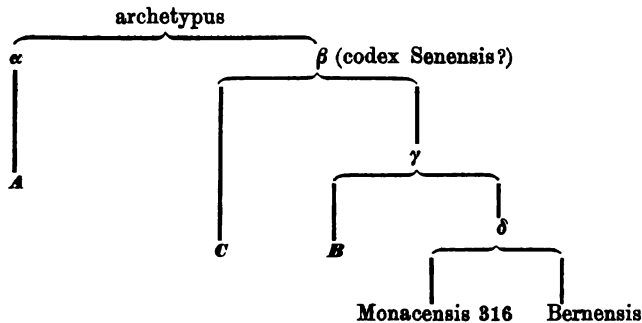 archetypus
α β (codex Senensis?)
γ
A
δ
C B
Monacensis 316 Bernensis